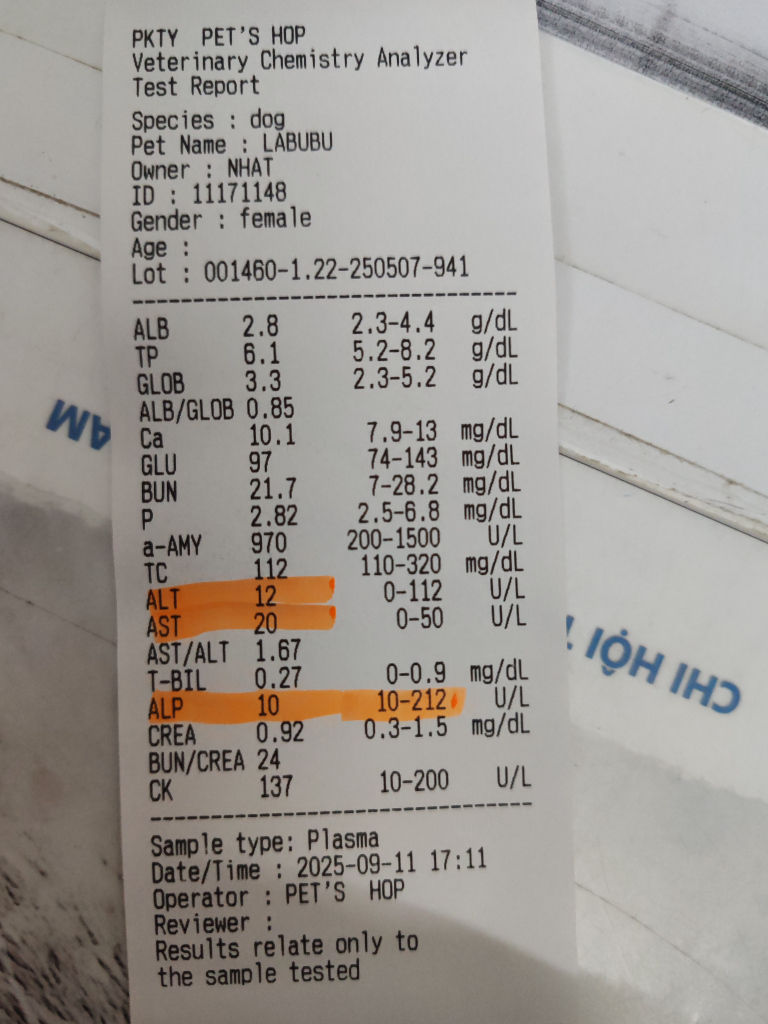 PKTY PET'S HOP
Veterinary Chemistry Analyzer
Test Report
Species : dog
Pet Name : LABUBU
Owner : NHAT
ID : 11171148
Gender : female
Age :
Lot : 001460-1.22-250507-941
ALB 2.8 2.3-4.4 g/dL
TP 6.1 5.2-8.2 g/dL
GLOB 3.3 2.3-5.2 g/dL
ALB/GLOB 0.85
Ca 10.1 7.9-13 mg/dL
GLU 97 74-143 mg/dL
BUN 21.7 7-28.2 mg/dL
P 2.82 2.5-6.8 mg/dL
a-AMY 970 200-1500 U/L
TC 112 110-320 mg/dL
ALT 12 0-112 U/L
AST 20 0-50 U/L
AST/ALT 1.67
T-BIL 0.27 0-0.9 mg/dL
ALP 10 10-212 U/L
CREA 0.92 0.3-1.5 mg/dL
BUN/CREA 24
CK 137 10-200 U/L
Sample type: Plasma
Date/Time : 2025-09-11 17:11
Operator : PET'S HOP
Reviewer :
Results relate only to
the sample tested
CHI HỘI